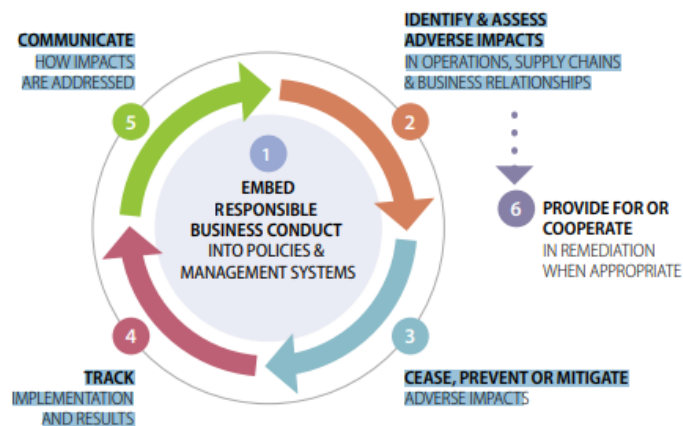 COMMUNICATE
HOW IMPACTS
ARE ADDRESSED
IDENTIFY & ASSESS
ADVERSE IMPACTS
IN OPERATIONS, SUPPLY CHAINS
& BUSINESS RELATIONSHIPS
5
2
1
EMBED
RESPONSIBLE
BUSINESS CONDUCT
INTO POLICIES &
MANAGEMENT SYSTEMS
6
PROVIDE FOR OR
COOPERATE
IN REMEDIATION
WHEN APPROPRIATE
4
3
TRACK
IMPLEMENTATION
AND RESULTS
CEASE, PREVENT OR MITIGATE
ADVERSE IMPACTS